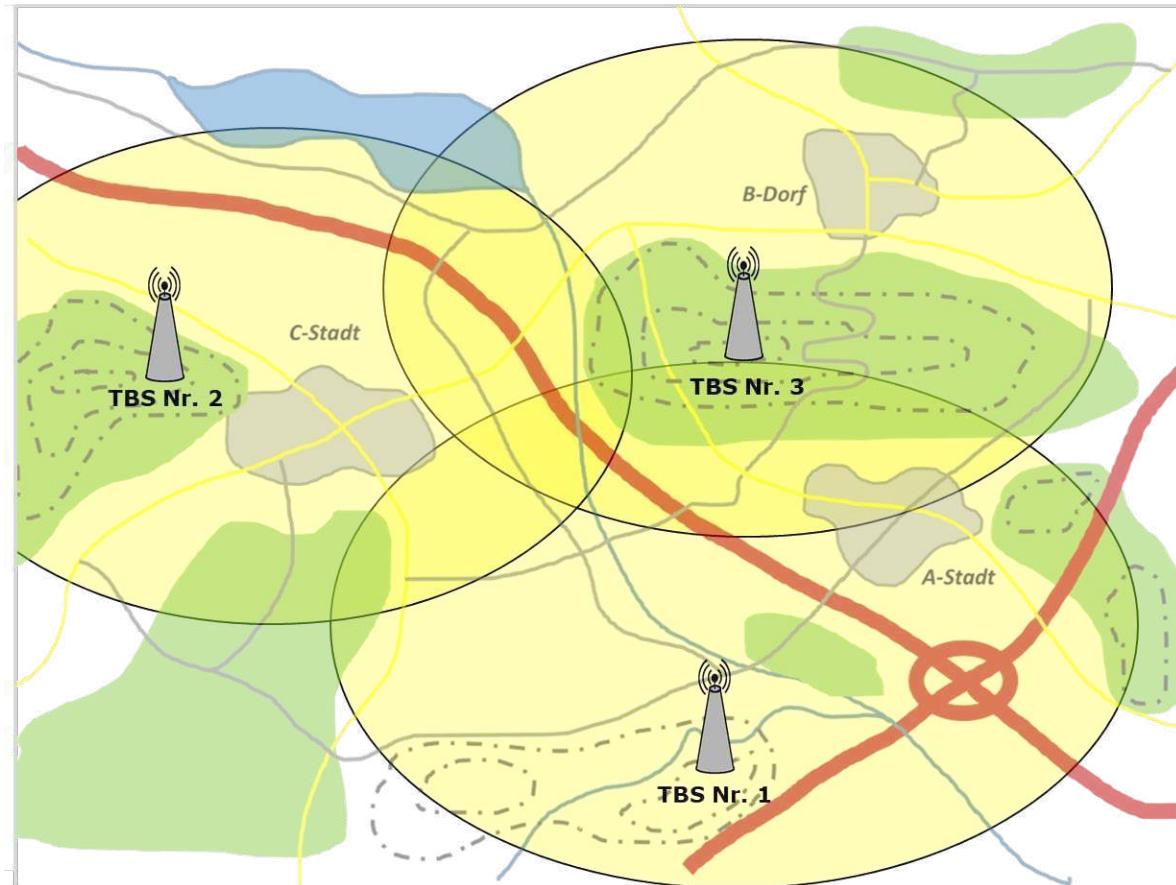 B-Dorf
C-Stadt
TBS Nr. 3
TBS Nr. 2
A-Stadt
TBS Nr. 1